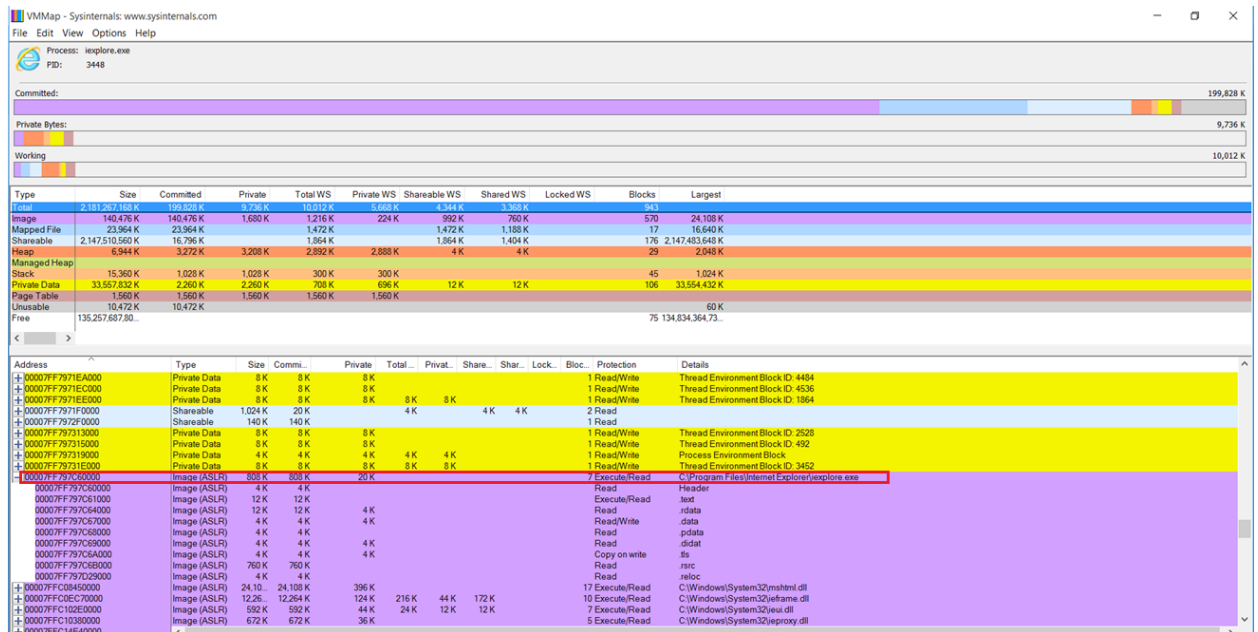 VMMap - Sysinternals: www.sysinternals.com
File Edit View Options Help
Process: iexplore.exe
PID: 3448
Committed: 199,828 K
Private Bytes: 9,736 K
Working 10,012 K
Type Size Committed Private Total WS Private WS Shareable WS Shared WS Locked WS Blocks Largest
Total 2,181,267,168 K 199,828 K 9,736 K 10,012 K 5,668 K 4,344 K 3,368 K 943
Image 140,476 K 140,476 K 1,680 K 1,216 K 224 K 992 K 760 K 570 24,108 K
Mapped File 23,964 K 23,964 K 1,472 K 1,472 K 1,188 K 17 16,640 K
Shareable 2,147,510,560 K 16,796 K 1,864 K 1,864 K 1,404 K 176 2,147,483,648 K
Heap 6,944 K 3,272 K 3,208 K 2,892 K 2,888 K 4 K 4 K 29 2,048 K
Managed Heap
Stack 15,360 K 1,028 K 1,028 K 300 K 300 K 45 1,024 K
Private Data 33,557,832 K 2,260 K 2,260 K 708 K 696 K 12 K 12 K 106 33,554,432 K
Page Table 1,560 K 1,560 K 1,560 K 1,560 K 1,560 K
Unusable 10,472 K 10,472 K 60 K
Free 135,257,687,80... 75 134,834,364,73...
Address Type Size Commi... Private Total ... Privat... Share... Shar... Lock... Bloc... Protection Details
00007FF7971EA000 Private Data 8 K 8 K 8 K 1 Read/Write Thread Environment Block ID: 4484
00007FF7971EC000 Private Data 8 K 8 K 8 K 1 Read/Write Thread Environment Block ID: 4536
00007FF7971EE000 Private Data 8 K 8 K 8 K 8 K 8 K 1 Read/Write Thread Environment Block ID: 1864
00007FF7971F0000 Shareable 1,024 K 20 K 4 K 4 K 4 K 2 Read
00007FF7972F0000 Shareable 140 K 140 K 1 Read
00007FF797313000 Private Data 8 K 8 K 8 K 1 Read/Write Thread Environment Block ID: 2528
00007FF797315000 Private Data 8 K 8 K 8 K 1 Read/Write Thread Environment Block ID: 492
00007FF797319000 Private Data 4 K 4 K 4 K 4 K 4 K 1 Read/Write Process Environment Block
00007FF79731E000 Private Data 8 K 8 K 8 K 8 K 8 K 1 Read/Write Thread Environment Block ID: 3452
00007FF797C60000 Image (ASLR) 808 K 808 K 20 K 7 Execute/Read C:\Program Files\Internet Explorer\iexplore.exe
00007FF797C60000 Image (ASLR) 4 K 4 K Read Header
00007FF797C61000 Image (ASLR) 12 K 12 K Execute/Read .text
00007FF797C64000 Image (ASLR) 12 K 12 K 4 K Read .rdata
00007FF797C67000 Image (ASLR) 4 K 4 K 4 K Read/Write .data
00007FF797C68000 Image (ASLR) 4 K 4 K Read .pdata
00007FF797C69000 Image (ASLR) 4 K 4 K 4 K Read .didat
00007FF797C6A000 Image (ASLR) 4 K 4 K 4 K Copy on write .tls
00007FF797C6B000 Image (ASLR) 760 K 760 K Read .rsrc
00007FF797D29000 Image (ASLR) 4 K 4 K Read .reloc
00007FFC08450000 Image (ASLR) 24,10... 24,108 K 396 K 17 Execute/Read C:\Windows\System32\mshtml.dll
00007FFC0EC70000 Image (ASLR) 12,26... 12,264 K 124 K 216 K 44 K 172 K 10 Execute/Read C:\Windows\System32\ieframe.dll
00007FFC102E0000 Image (ASLR) 592 K 592 K 44 K 24 K 12 K 12 K 7 Execute/Read C:\Windows\System32\ieui.dll
00007FFC10380000 Image (ASLR) 672 K 672 K 36 K 5 Execute/Read C:\Windows\System32\ieproxy.dll